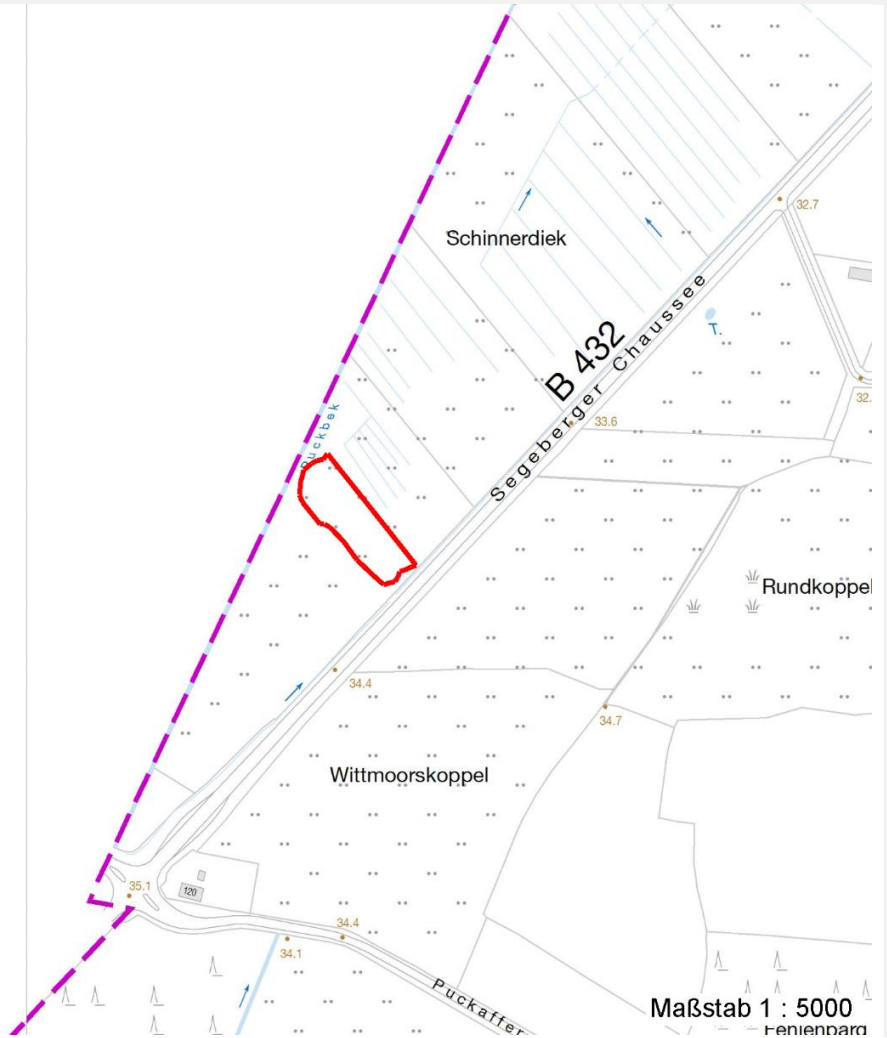 32.7
Schinnerdiek
T.
B 432
Segeberger Chaussee
32.
Puckbek
33.6
Rundkoppel
34.4
34.7
Wittmoorskoppel
35.1
120
34.4
34.1
Puckaffer
Maßstab 1 : 5000